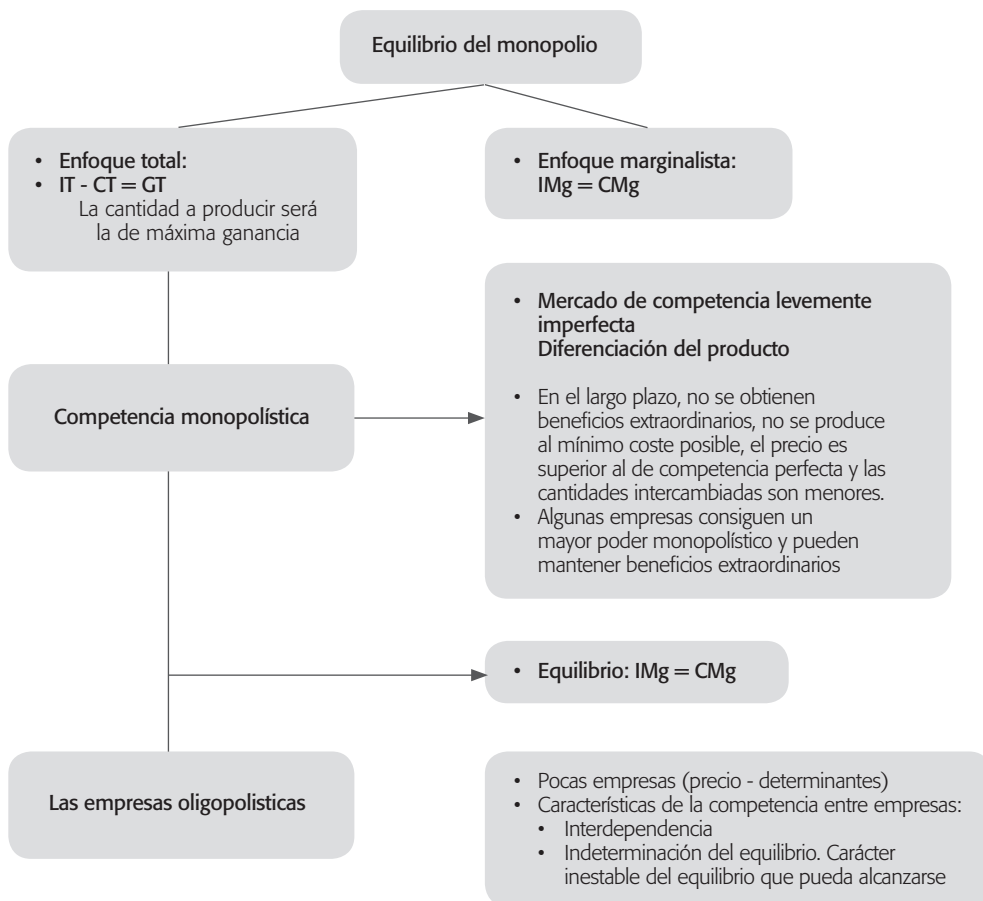 Equilibrio del monopolio
• Enfoque total:
• IT - CT = GT
La cantidad a producir será
la de máxima ganancia
• Enfoque marginalista:
IMg = CMg
• Mercado de competencia levemente
imperfecta
Diferenciación del producto
• En el largo plazo, no se obtienen
beneficios extraordinarios, no se produce
al mínimo coste posible, el precio es
superior al de competencia perfecta y las
cantidades intercambiadas son menores.
• Algunas empresas consiguen un
mayor poder monopolístico y pueden
mantener beneficios extraordinarios
Competencia monopolística
• Equilibrio: IMg = CMg
Las empresas oligopolisticas
• Pocas empresas (precio - determinantes)
• Características de la competencia entre empresas:
• Interdependencia
• Indeterminación del equilibrio. Carácter
inestable del equilibrio que pueda alcanzarse